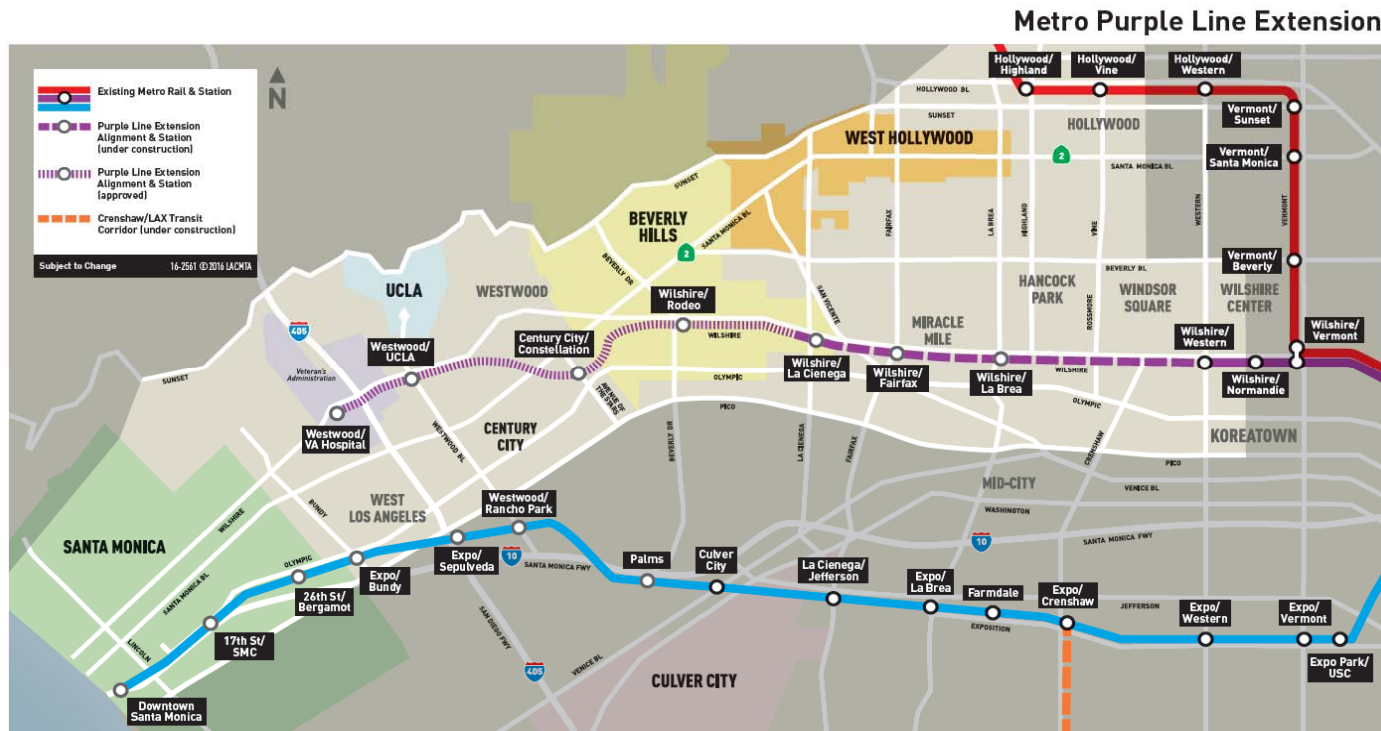 Metro Purple Line Extension
Existing Metro Rail & Station
Purple Line Extension
Alignment & Station
(under construction)
Purple Line Extension
Alignment & Station
(approved)
Crenshaw/LAX Transit
Corridor (under construction)
Subject to Change
16-2561 © 2016 LACMTA
N
Hollywood/
Highland
Hollywood/
Vine
Hollywood/
Western
HOLLYWOOD BL
SUNSET
HOLLYWOOD
Vermont/
Sunset
WEST HOLLYWOOD
2
SANTA MONICA BL
Vermont/
Santa Monica
SUNSET
BEVERLY
HILLS
SANTA MONICA BL
2
BEVERLY DR
FAIRFAX
LA BREA
HIGHLAND
VINE
WESTERN
VERMONT
BEVERLY BL
Vermont/
Beverly
UCLA
WESTWOOD
Wilshire/
Rodeo
SAN VICENTE
HANCOCK
PARK
ROSSMORE
WINDSOR
SQUARE
WILSHIRE
CENTER
MIRACLE
MILE
405
Westwood/
UCLA
Century City/
Constellation
WILSHIRE
Wilshire/
La Cienega
Wilshire/
Fairfax
Wilshire/
La Brea
WILSHIRE
Wilshire/
Western
Wilshire/
Normandie
Wilshire/
Vermont
Veteran's
Administration
SUNSET
OLYMPIC
AVENUE OF
THE STARS
PICO
OLYMPIC
Westwood/
VA Hospital
WESTWOOD BL
CENTURY
CITY
BEVERLY DR
LA CIENEGA
FAIRFAX
CRENSHAW
KOREATOWN
PICO
MID-CITY
VENICE BL
WASHINGTON
BUNDY
WEST
LOS ANGELES
Westwood/
Rancho Park
WILSHIRE
SANTA MONICA
OLYMPIC
Expo/
Sepulveda
10
SANTA MONICA FWY
10
SANTA MONICA FWY
Palms
Culver
City
La Cienega/
Jefferson
Expo/
La Brea
Farmdale
Expo/
Crenshaw
JEFFERSON
EXPOSITION
Expo/
Western
Expo/
Vermont
Expo Park/
USC
SANTA MONICA BL
26th St/
Bergamot
Expo/
Bundy
17th St/
SMC
LINCOLN
SAN DIEGO FWY
405
VENICE BL
CULVER CITY
Downtown
Santa Monica